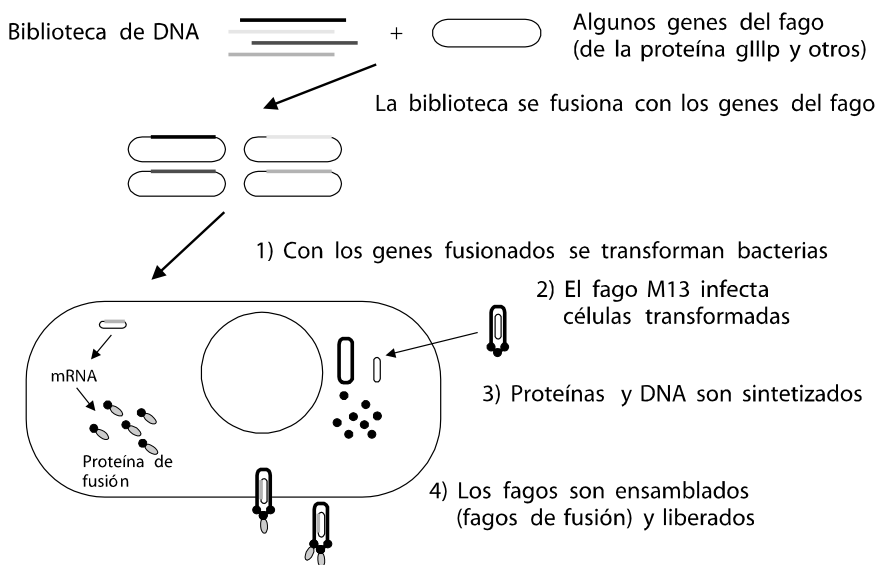 Biblioteca de DNA
+
Algunos genes del fago
(de la proteína gIIIp y otros)
La biblioteca se fusiona con los genes del fago
1) Con los genes fusionados se transforman bacterias
2) El fago M13 infecta
células transformadas
mRNA
3) Proteínas y DNA son sintetizados
Proteína de
fusión
4) Los fagos son ensamblados
(fagos de fusión) y liberados